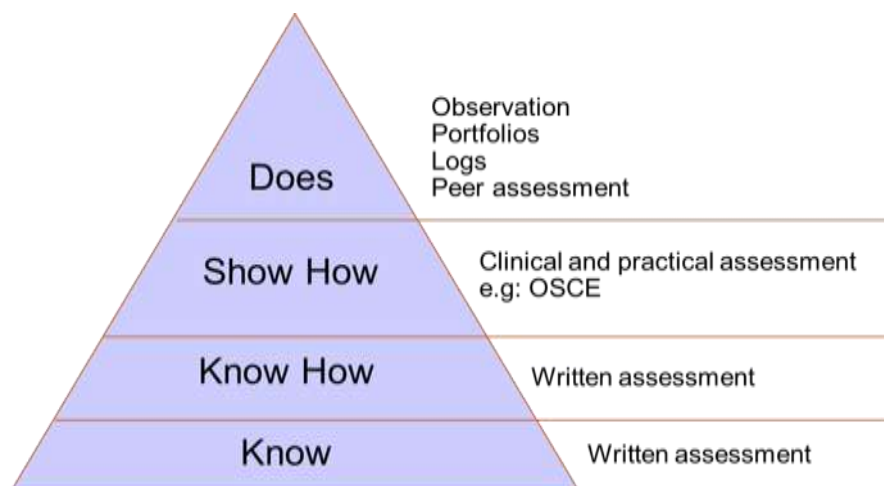 Observation
Portfolios
Logs
Peer assessment
Does
Show How
Clinical and practical assessment
e.g: OSCE
Know How
Written assessment
Know
Written assessment